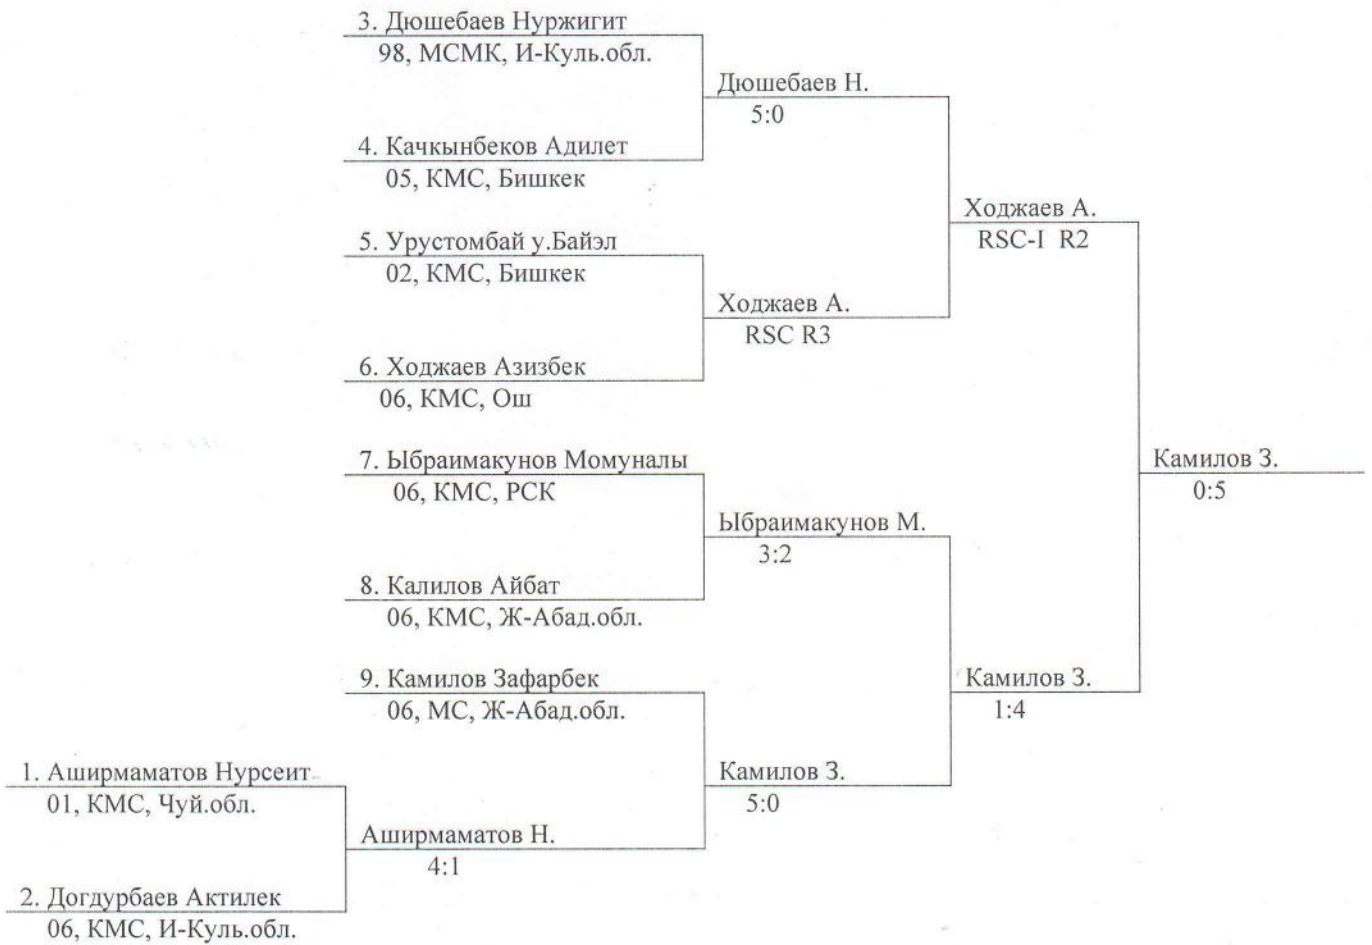 3. Дюшебаев Нуржигит
98, МСМК, И-Куль.обл.
Дюшебаев Н.
5:0
4. Качкынбеков Адилет
05, КМС, Бишкек
Ходжаев А.
RSC-I R2
5. Урустомбай у.Байэл
02, КМС, Бишкек
Ходжаев А.
RSC R3
6. Ходжаев Азизбек
06, КМС, Ош
7. Ыбраимакунов Момуналы
06, КМС, РСК
Камилов З.
0:5
Ыбраимакунов М.
3:2
8. Калилов Айбат
06, КМС, Ж-Абад.обл.
9. Камилов Зафарбек
06, МС, Ж-Абад.обл.
Камилов З.
1:4
1. Аширмаматов Нурсеит
01, КМС, Чуй.обл.
Камилов З.
5:0
Аширмаматов Н.
4:1
2. Догдурбаев Актилек
06, КМС, И-Куль.обл.